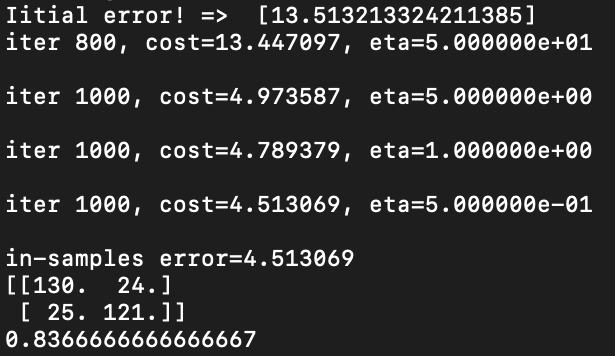 Iitial error! =>  [13.513213324211385]
iter 800, cost=13.447097, eta=5.000000e+01
iter 1000, cost=4.973587, eta=5.000000e+00
iter 1000, cost=4.789379, eta=1.000000e+00
iter 1000, cost=4.513069, eta=5.000000e-01
in-samples error=4.513069
[[130.  24.]
 [ 25. 121.]]
0.8366666666666667